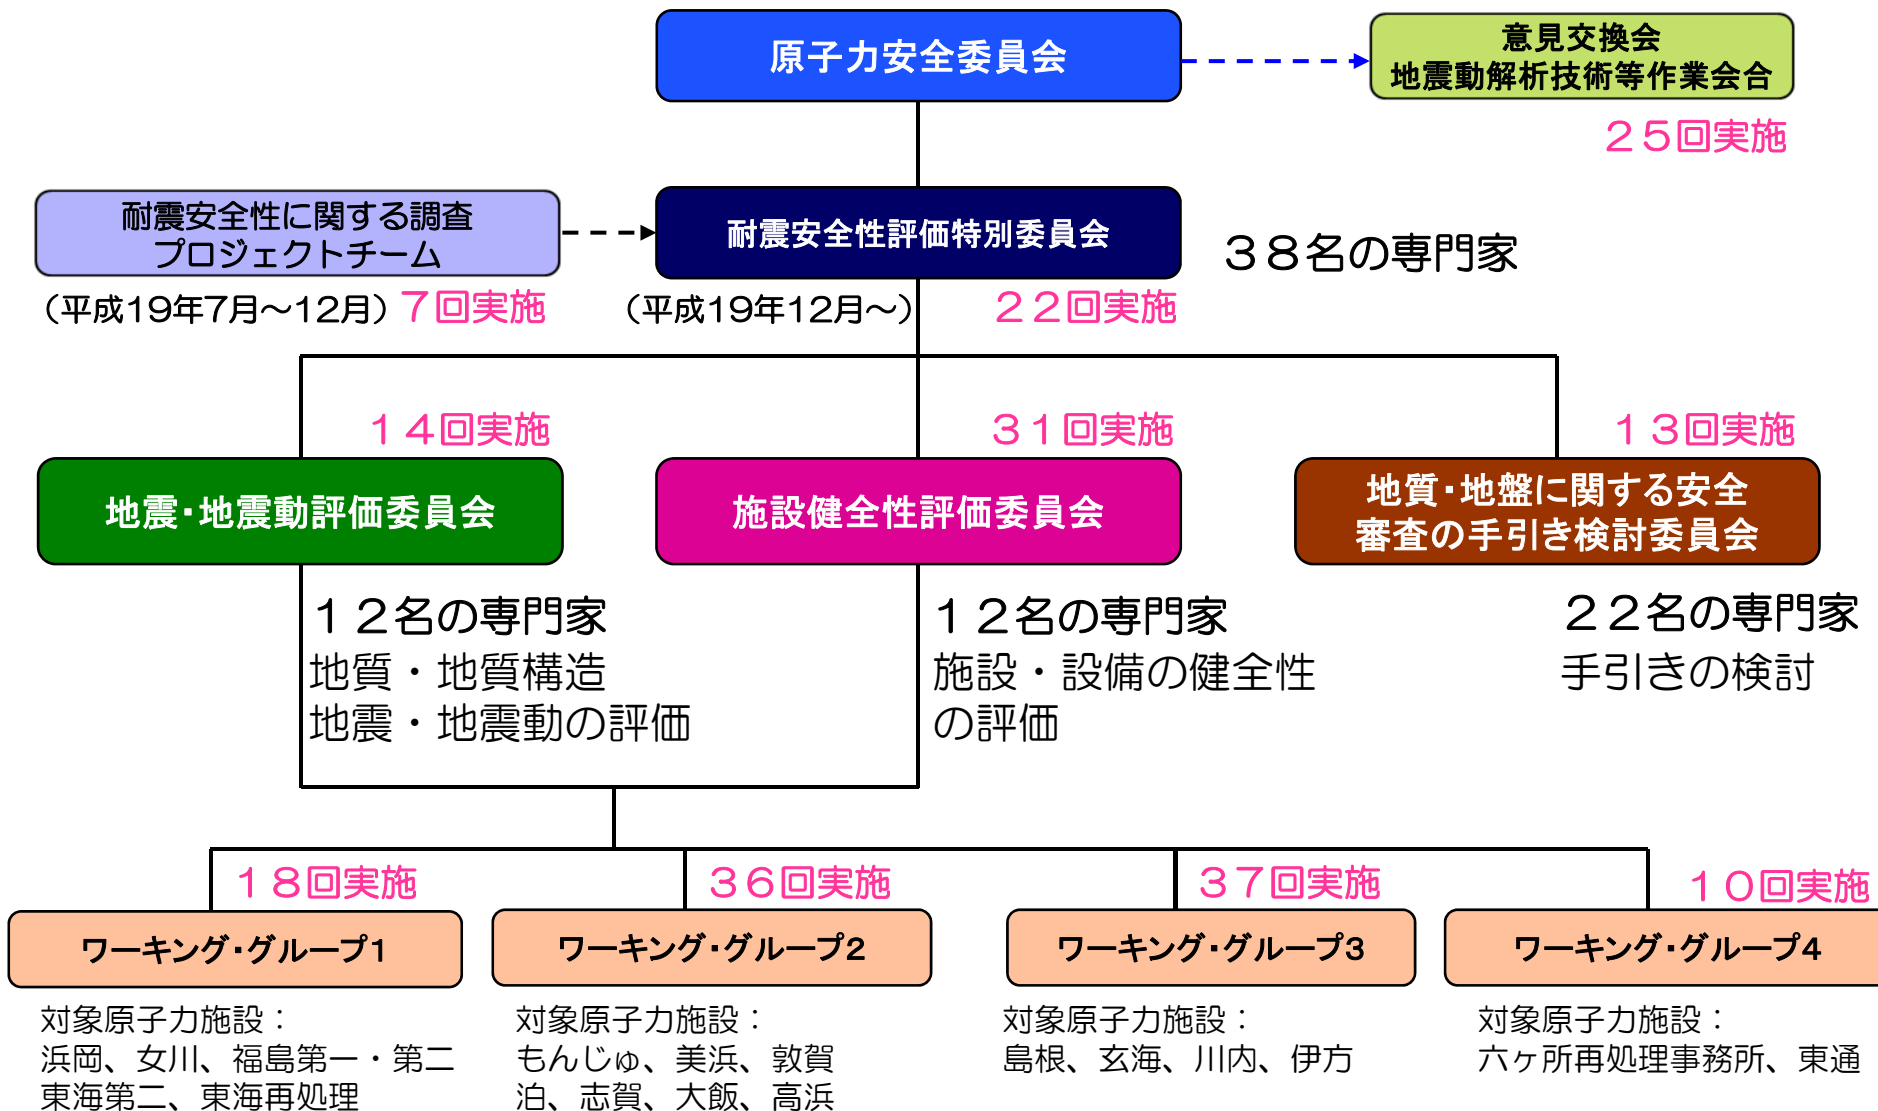 原子力安全委員会
意見交換会
地震動解析技術等作業会合
２５回実施
耐震安全性に関する調査
プロジェクトチーム
耐震安全性評価特別委員会
３８名の専門家
（平成19年7月～12月）７回実施
（平成19年12月～）
２２回実施
１４回実施
３１回実施
１３回実施
地震・地震動評価委員会
施設健全性評価委員会
地質・地盤に関する安全
審査の手引き検討委員会
１２名の専門家
地質・地質構造
地震・地震動の評価
１２名の専門家
施設・設備の健全性
の評価
２２名の専門家
手引きの検討
１８回実施
３６回実施
３７回実施
１０回実施
ワーキング・グループ1
ワーキング・グループ2
ワーキング・グループ3
ワーキング・グループ4
対象原子力施設：
浜岡、女川、福島第一・第二
東海第二、東海再処理
対象原子力施設：
もんじゅ、美浜、敦賀
泊、志賀、大飯、高浜
対象原子力施設：
島根、玄海、川内、伊方
対象原子力施設：
六ヶ所再処理事務所、東通